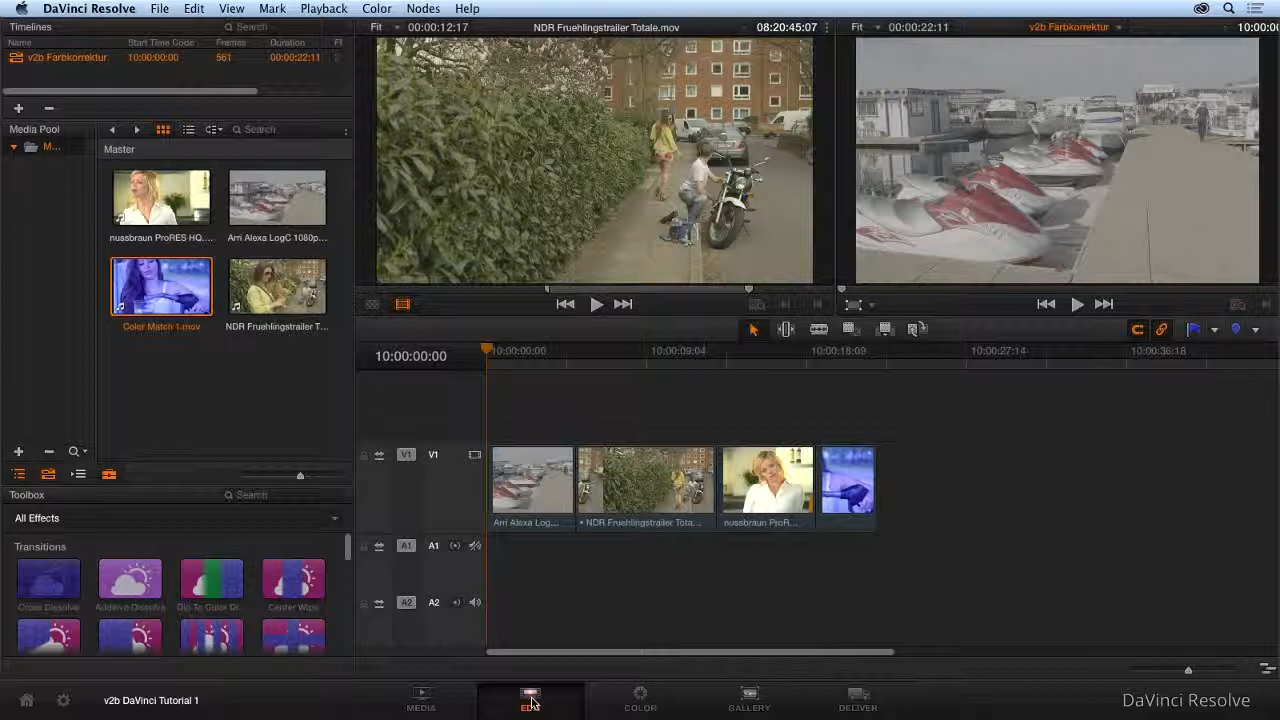 DaVinci Resolve File Edit View Mark Playback Color Nodes Help
Timelines Search Fit 00:00:12:17 NDR Fruehlingstrailer Totale.mov 08:20:45:07 Fit 00:00:22:11 v2b Farbkorrektur 10:00:0
Name Start Time Code Frames Duration
v2b Farbkorrektur 10:00:00:00 561 00:00:22:11
Media Pool Search
M... Master
nussbraun ProRES HQ.... Arri Alexa LogC 1080p...
Color Match 1.mov NDR Fruehlingstrailer T...
10:00:00:00 10:00:00:00 10:00:09:04 10:00:18:09 10:00:27:14 10:00:36:18
V1 V1
Arri Alexa Log... • NDR Fruehlingstrailer Tota... nussbraun ProR...
Toolbox Search
All Effects
Transitions
A1 A1
A2 A2
Cross Dissolve Additive Dissolve Dip To Color Di... Center Wipe
v2b DaVinci Tutorial 1 MEDIA EDIT COLOR GALLERY DELIVER DaVinci Resolve